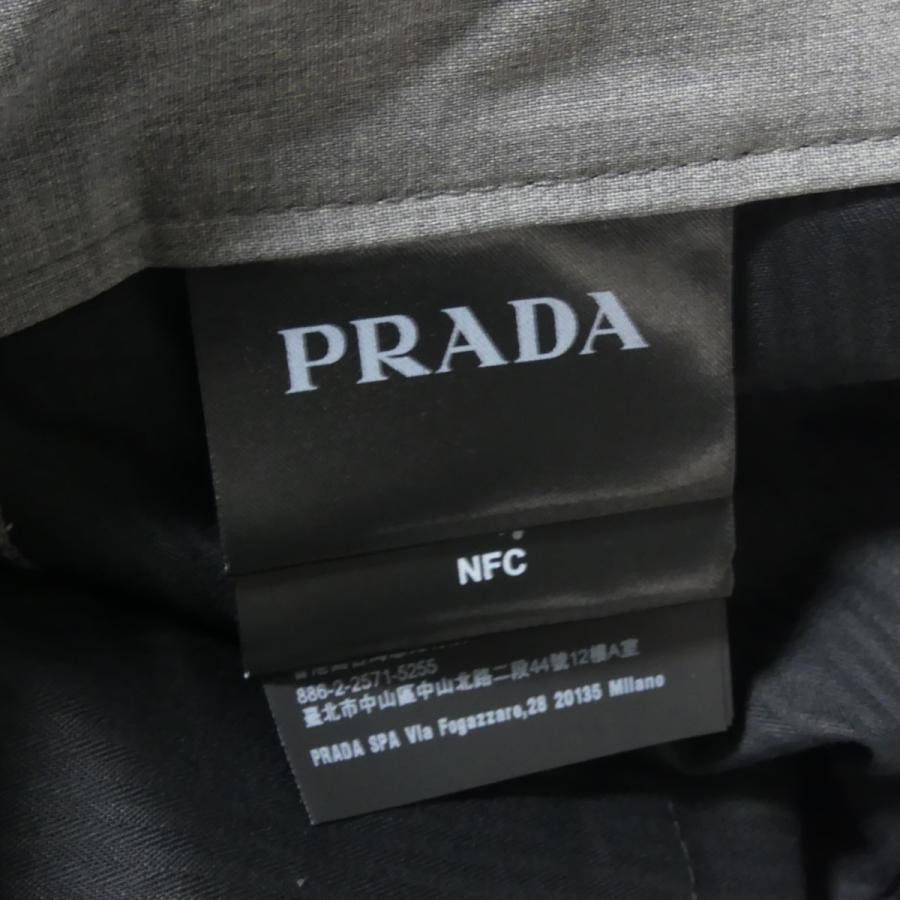 PRADA
NFC
886-2-2571-5255
臺北市中山區中山北路二段44號12樓A室
PRADA SPA Via Fogazzaro,28 20135 Milano